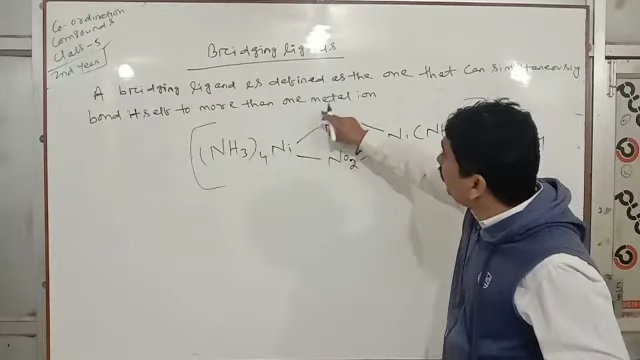 Co-ordination
Compounds
Class-5
2nd Year
Bridging ligands
A bridging ligand is defined as the one that can simultaneously
bond itself to more than one metal ion
(NH3)4 Ni
Ni(NH
NO2